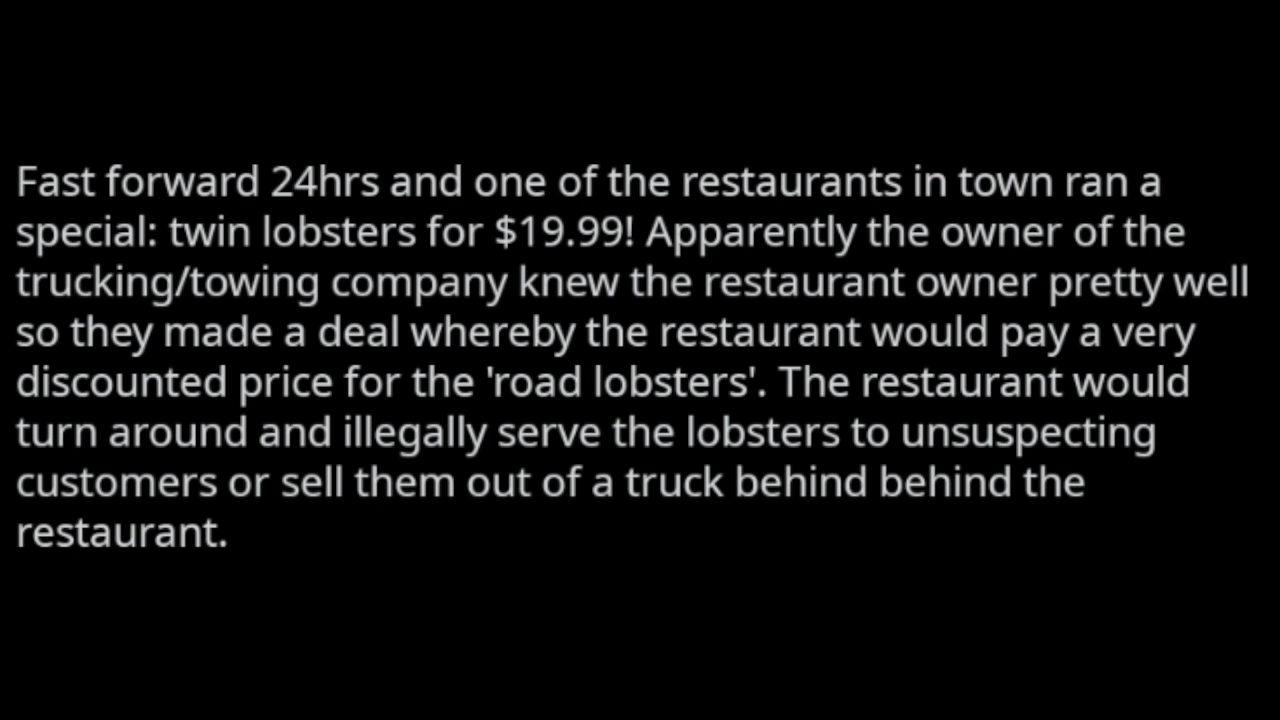 Fast forward 24hrs and one of the restaurants in town ran a
special: twin lobsters for $19.99! Apparently the owner of the
trucking/towing company knew the restaurant owner pretty well
so they made a deal whereby the restaurant would pay a very
discounted price for the 'road lobsters'. The restaurant would
turn around and illegally serve the lobsters to unsuspecting
customers or sell them out of a truck behind behind the
restaurant.